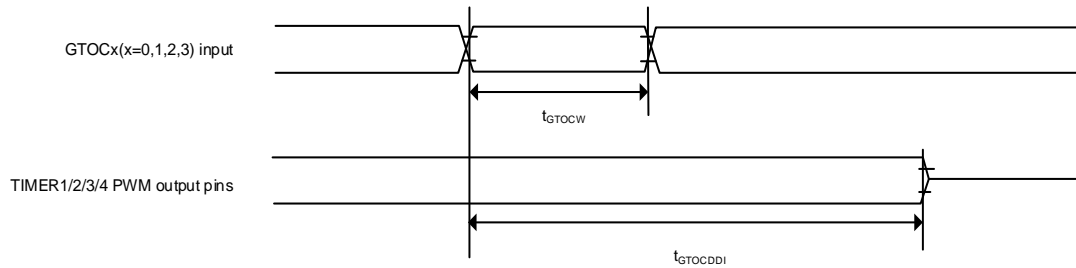 GTOCx(x=0,1,2,3) input
tGTOCW
TIMER1/2/3/4 PWM output pins
tGTOCDDI